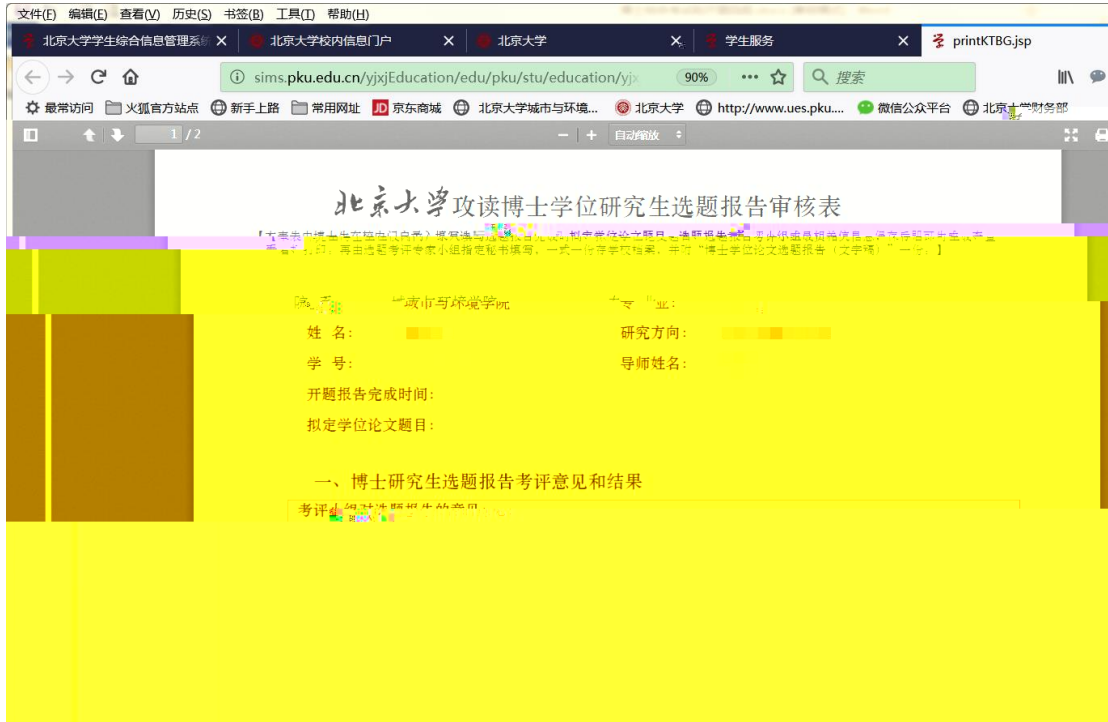 文件(F) 编辑(E) 查看(V) 历史(S) 书签(B) 工具(T) 帮助(H)
北京大学学生综合信息管理系统 北京大学校内信息门户 北京大学 学生服务 printKTBG.jsp
sims.pku.edu.cn/yjxjEducation/edu/pku/stu/education/yjx 90% 搜索
最常访问 火狐官方站点 新手上路 常用网址 JD 京东商城 北京大学城市与环境... 北京大学 http://www.ues.pku.... 微信公众平台 北京大学财务部
1 / 2 自动缩放
北京大学攻读博士学位研究生选题报告审核表
姓 名: 研究方向:
学 号: 导师姓名:
开题报告完成时间:
拟定学位论文题目:
一、博士研究生选题报告考评意见和结果